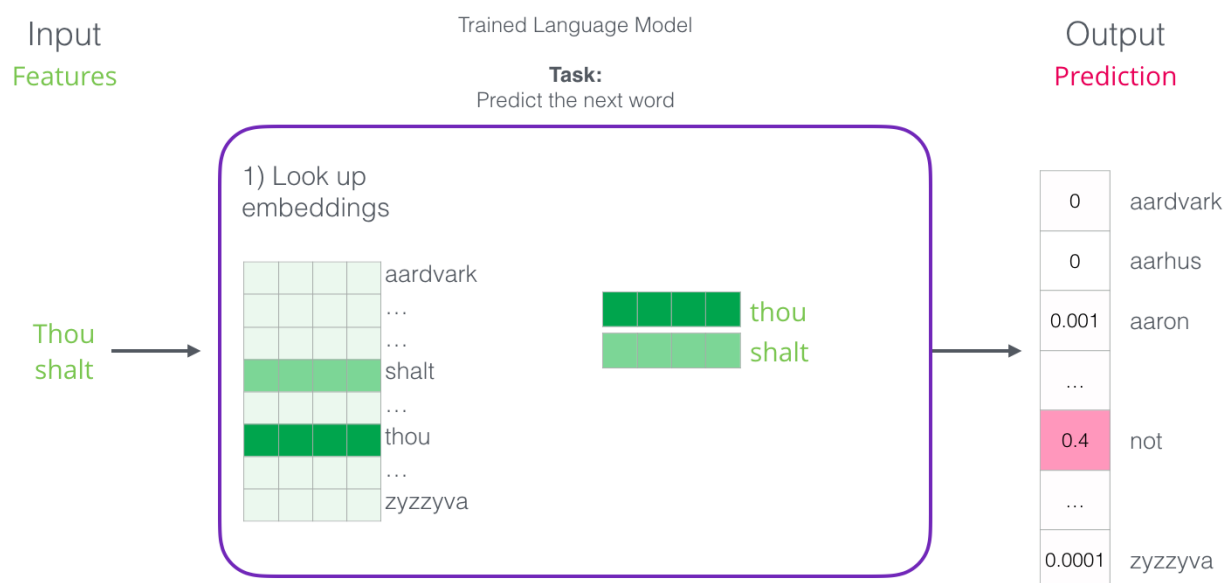 Input
Features
Trained Language Model
Task:
Predict the next word
Output
Prediction
1) Look up
embeddings
aardvark
...
...
shalt
...
thou
...
zyzzyva
Thou
shalt
thou
shalt
0 aardvark
0 aarhus
0.001 aaron
...
0.4 not
...
0.0001 zyzzyva